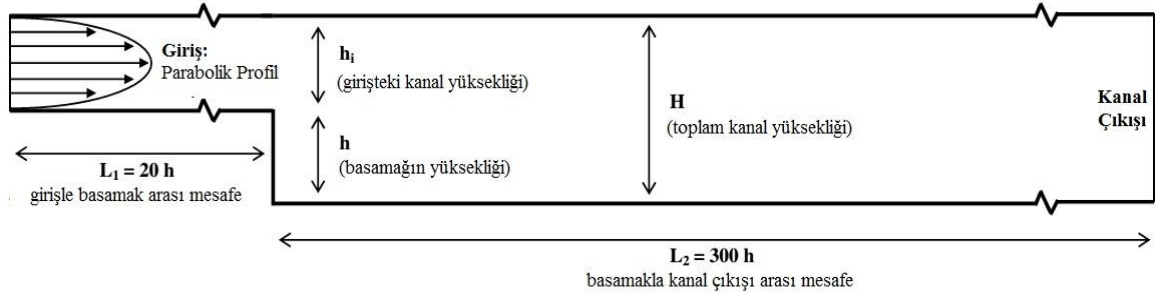 Giriş:
Parabolik Profil
h_i
(girişteki kanal yüksekliği)
h
(basamağın yüksekliği)
H
(toplam kanal yüksekliği)
Kanal
Çıkışı
L₁ = 20 h
girişle basamak arası mesafe
L₂ = 300 h
basamakla kanal çıkışı arası mesafe